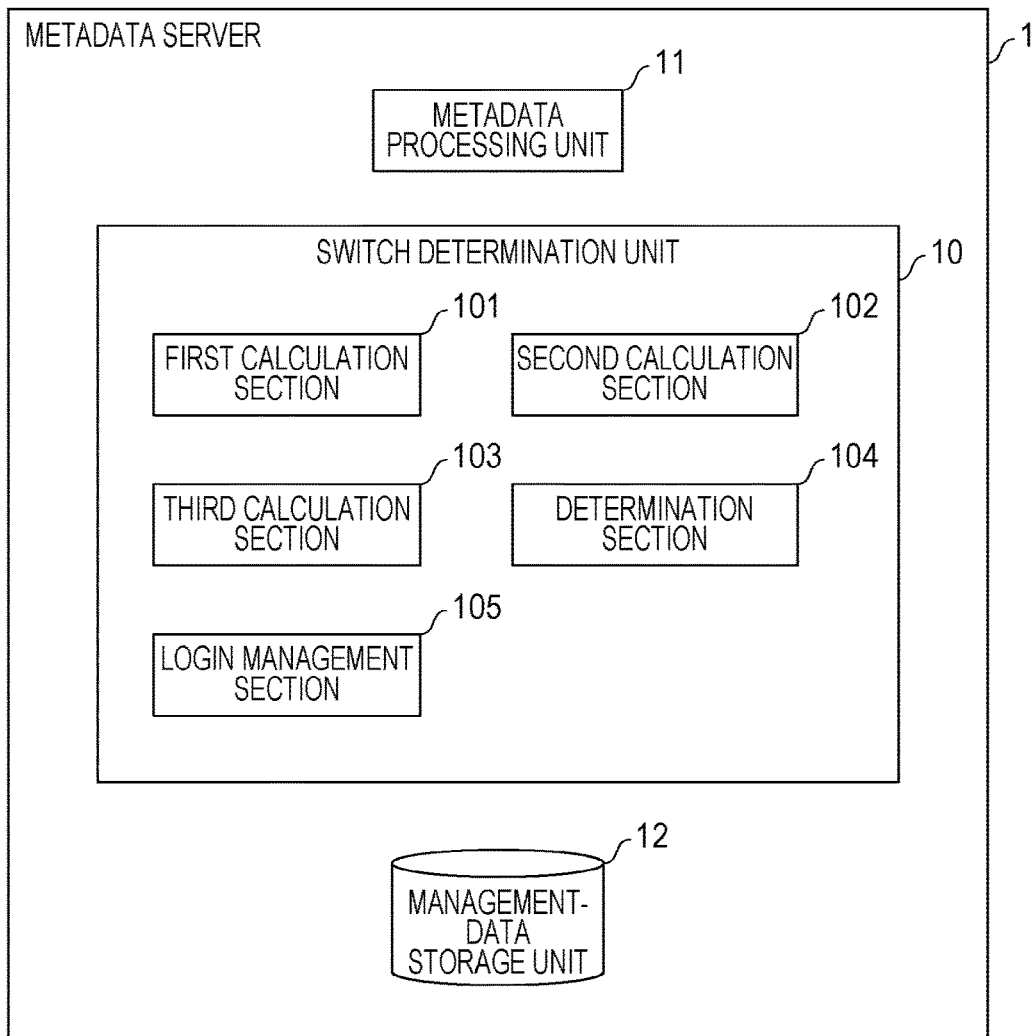 METADATA SERVER
1
11
METADATA
PROCESSING UNIT
SWITCH DETERMINATION UNIT
10
101
FIRST CALCULATION
SECTION
102
SECOND CALCULATION
SECTION
103
THIRD CALCULATION
SECTION
104
DETERMINATION
SECTION
105
LOGIN MANAGEMENT
SECTION
12
MANAGEMENT-
DATA
STORAGE UNIT